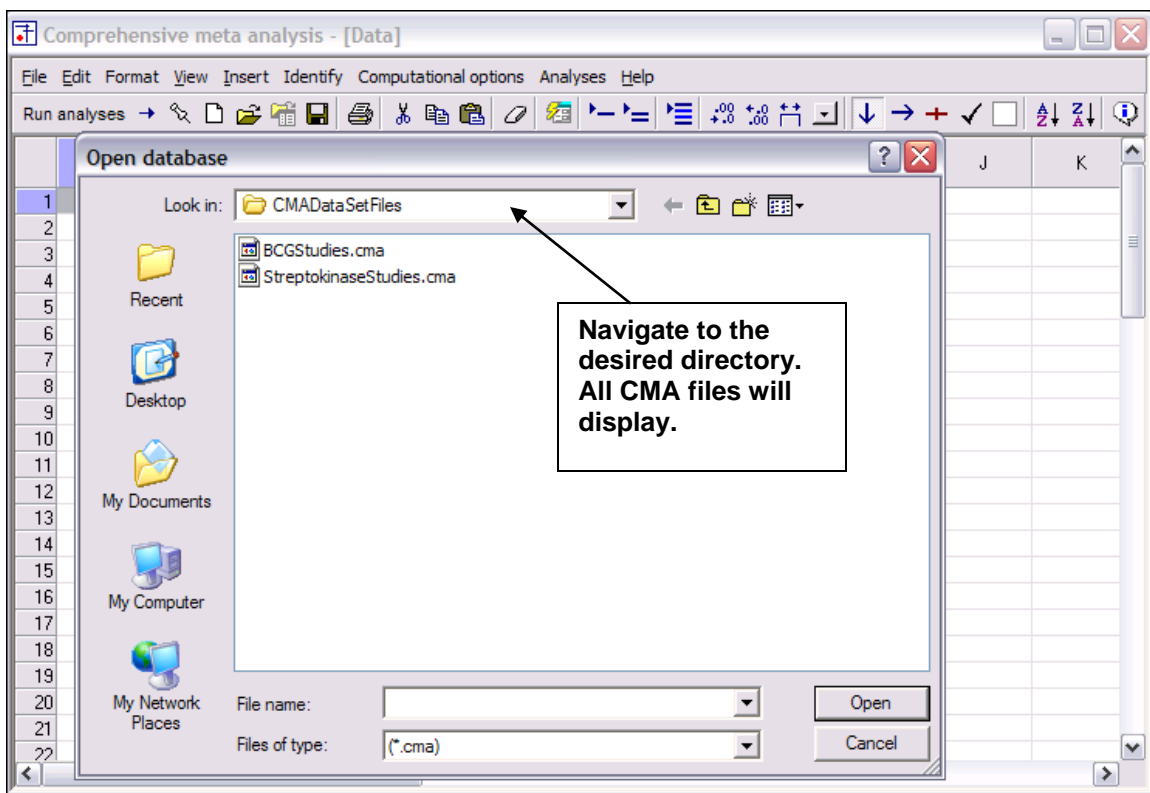 Comprehensive meta analysis - [Data]
File Edit Format View Insert Identify Computational options Analyses Help
Run analyses
Open database
J K
Look in: CMADataSetFiles
BCGStudies.cma
StreptokinaseStudies.cma
Recent
Desktop
My Documents
My Computer
My Network
Places
Navigate to the
desired directory.
All CMA files will
display.
File name:
Open
Files of type: (*.cma)
Cancel
1
2
3
4
5
6
7
8
9
10
11
12
13
14
15
16
17
18
19
20
21
22